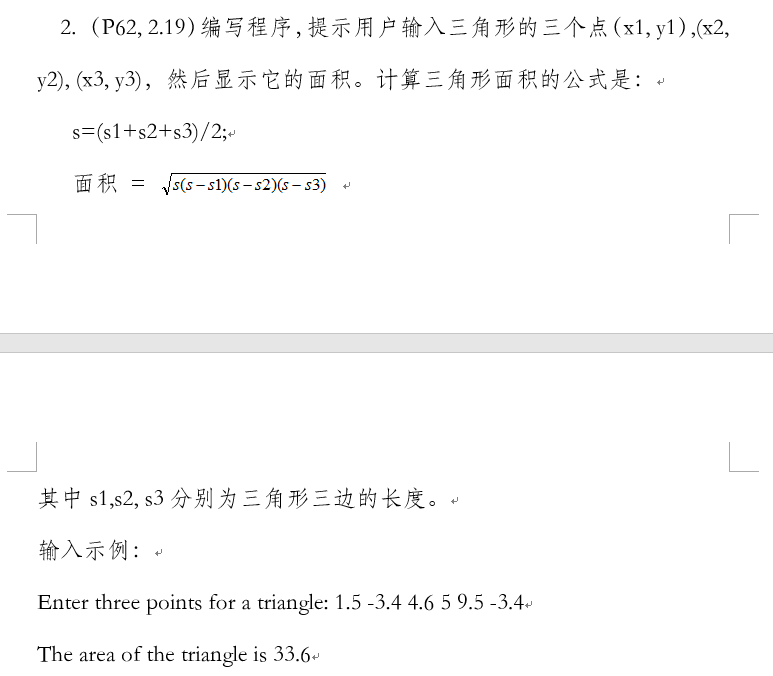 2.（P62, 2.19)编写程序,提示用户输入三角形的三个点(x1, y1),(x2,
y2), (x3, y3)，然后显示它的面积。计算三角形面积的公式是：
s=(s1+s2+s3)/2;
面积 = √s(s−s1)(s−s2)(s−s3)
其中 s1,s2, s3 分别为三角形三边的长度。
输入示例：
Enter three points for a triangle: 1.5 -3.4 4.6 5 9.5 -3.4
The area of the triangle is 33.6